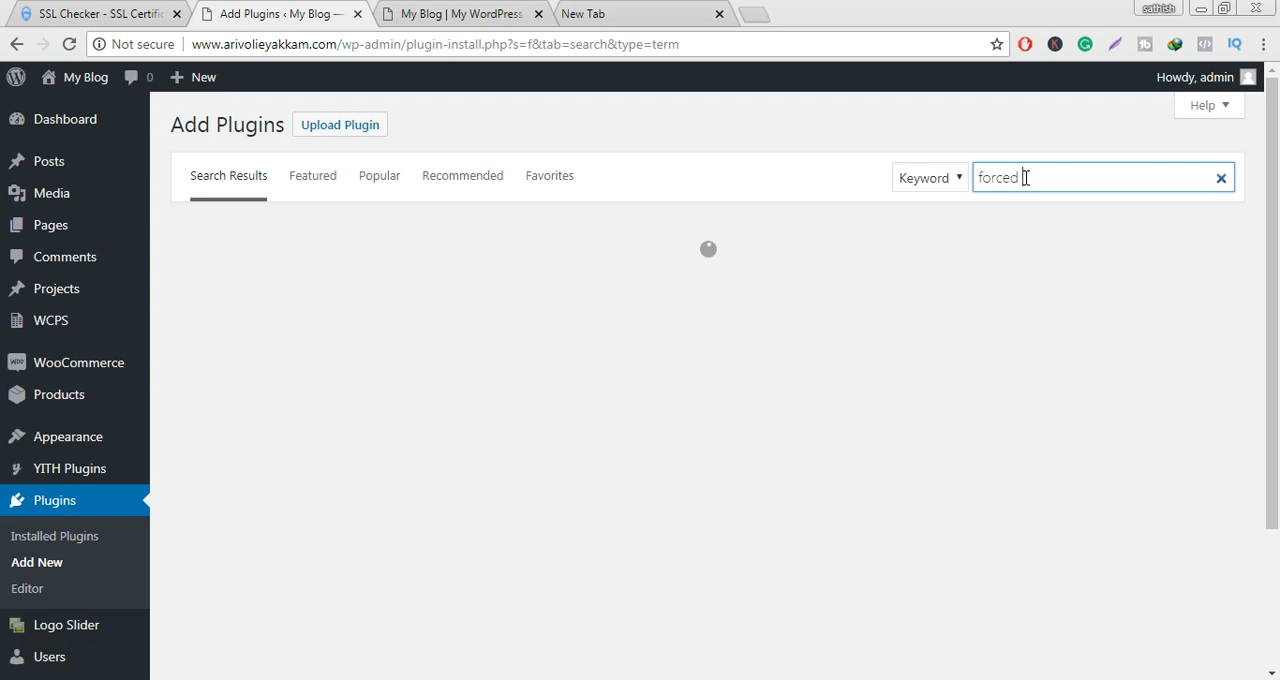 SSL Checker - SSL Certific
Add Plugins ‹ My Blog —
My Blog | My WordPress
New Tab
sathish
Not secure | www.arivolieyakkam.com/wp-admin/plugin-install.php?s=f&tab=search&type=term
My Blog 0 New
Howdy, admin
Help
Add Plugins Upload Plugin
Search Results Featured Popular Recommended Favorites
Keyword forced
Dashboard
Posts
Media
Pages
Comments
Projects
WCPS
WooCommerce
Products
Appearance
YITH Plugins
Plugins
Installed Plugins
Add New
Editor
Logo Slider
Users